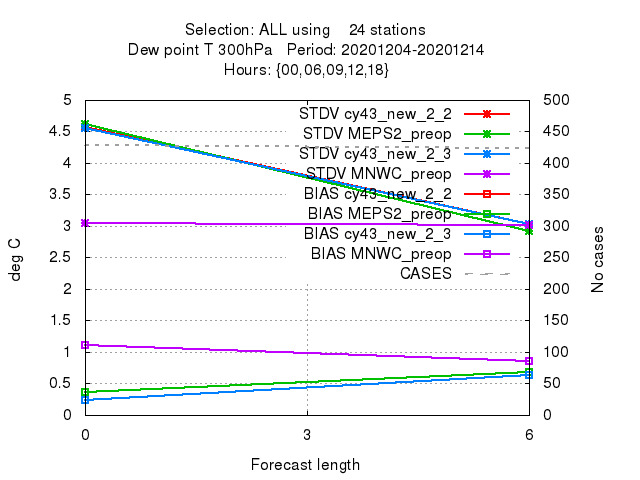 Selection: ALL using 24 stations
Dew point T 300hPa Period: 20201204-20201214
Hours: {00,06,09,12,18}
5 500
4.5 450
4 400
3.5 350
3 300
2.5 250
2 200
1.5 150
1 100
0.5 50
0 0
STDV cy43_new_2_2
STDV MEPS2_preop
STDV cy43_new_2_3
STDV MNWC_preop
BIAS cy43_new_2_2
BIAS MEPS2_preop
BIAS cy43_new_2_3
BIAS MNWC_preop
CASES
deg C
No cases
0 3 6
Forecast length